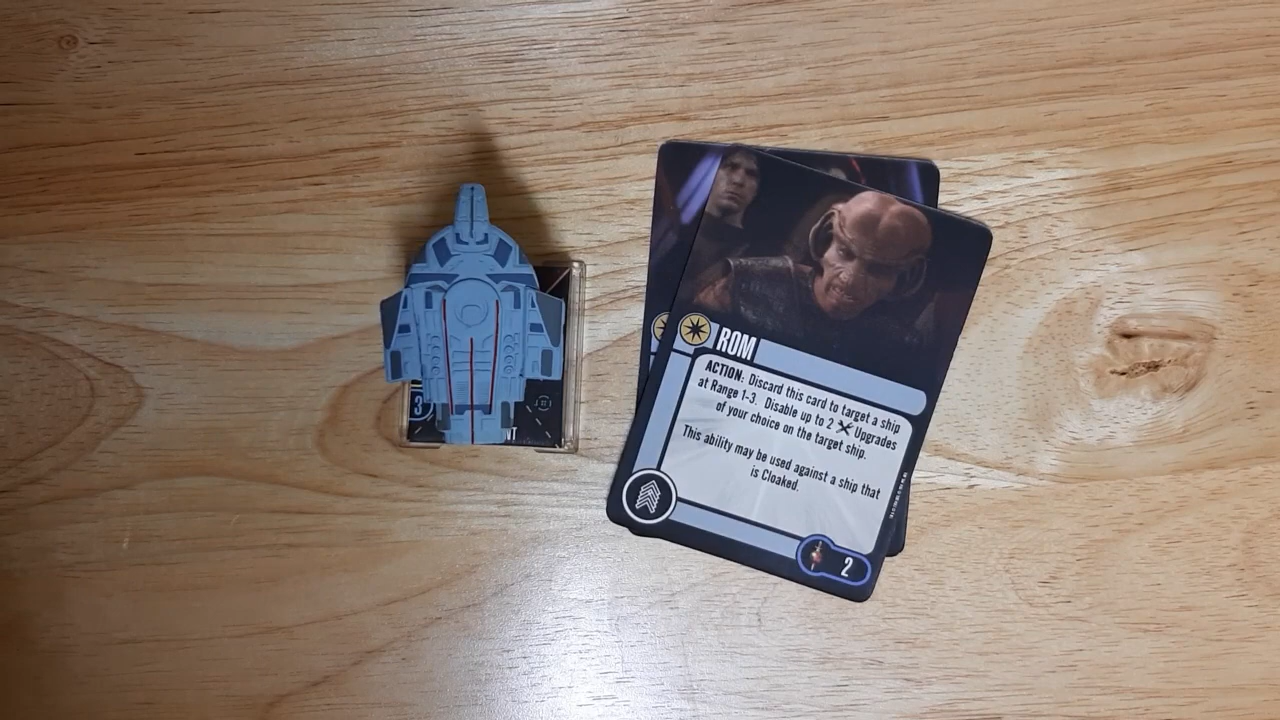 ROM
ACTION: Discard this card to target a ship
at Range 1-3. Disable up to 2 Upgrades
of your choice on the target ship.
This ability may be used against a ship that
is Cloaked.
2
3
NT